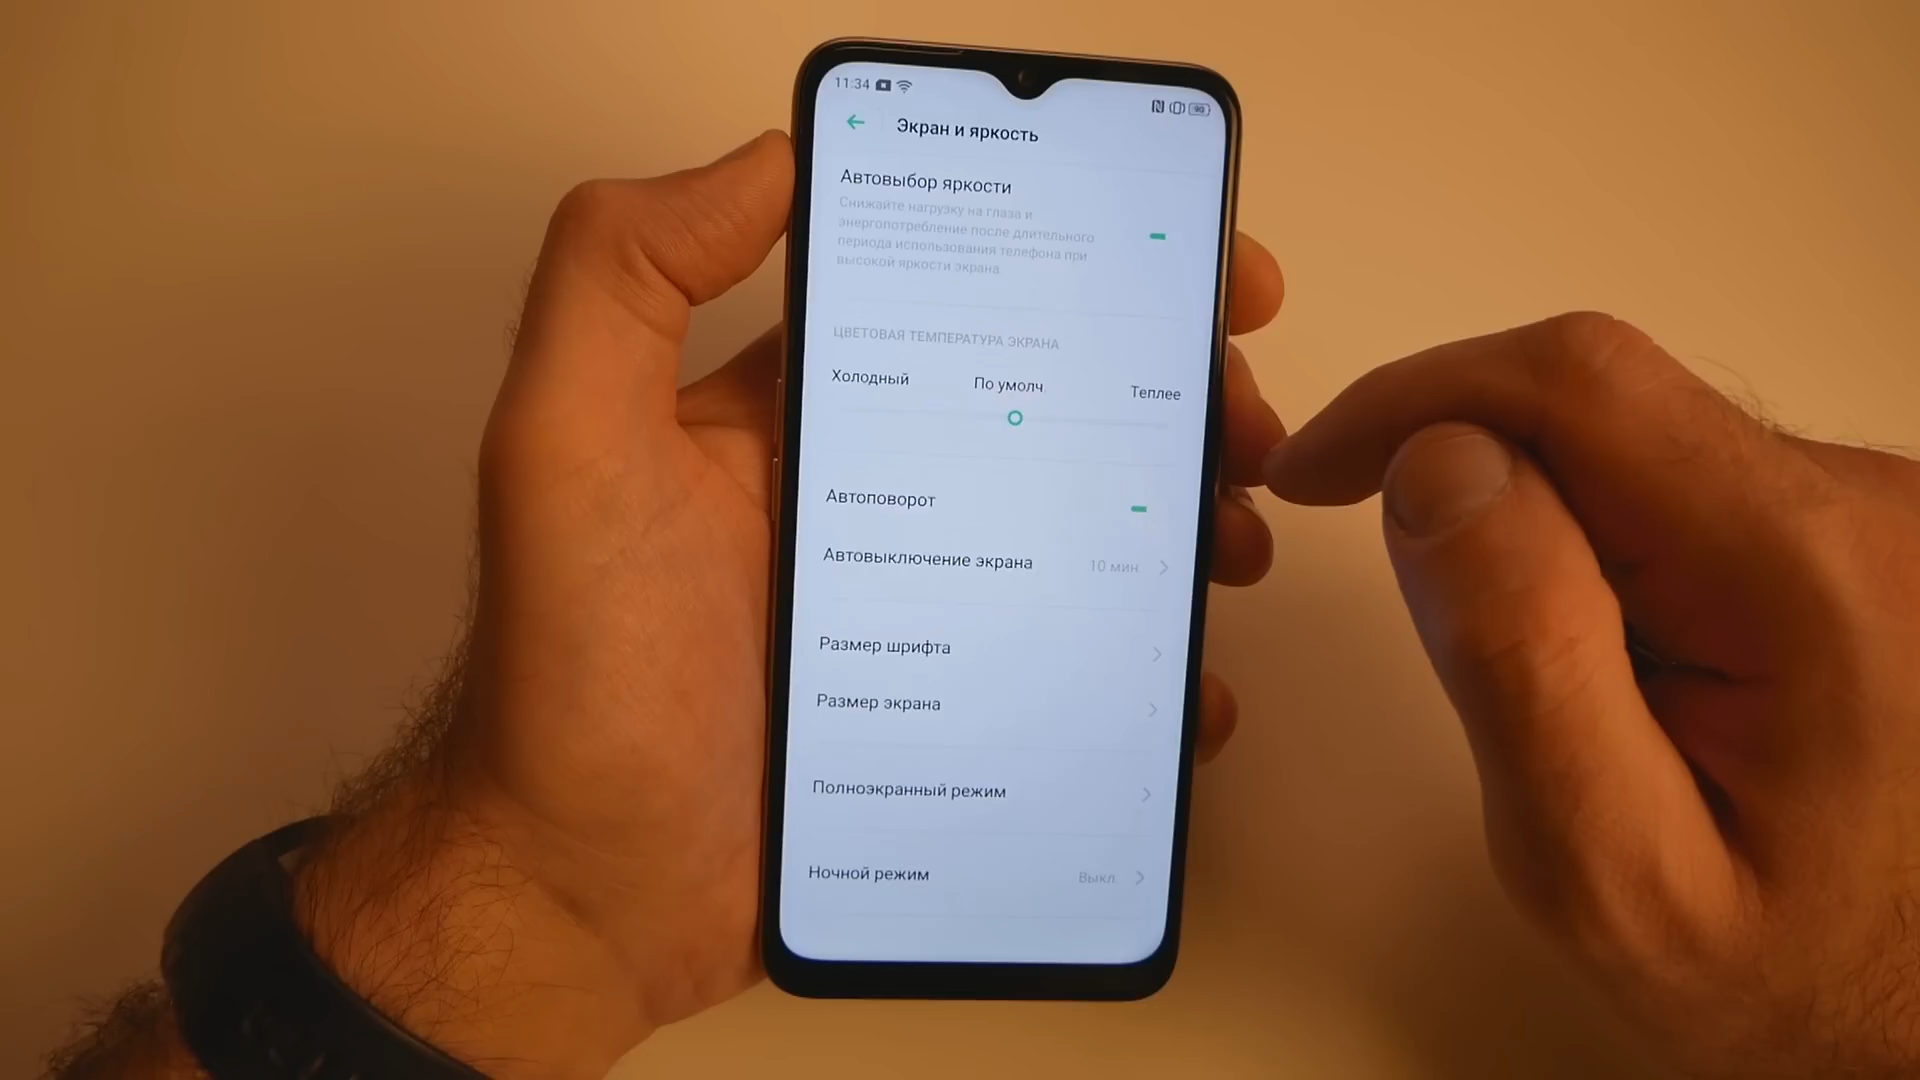 11:34
90
Экран и яркость
Автовыбор яркости
Снижайте нагрузку на глаза и
энергопотребление после длительного
периода использования телефона при
высокой яркости экрана
ЦВЕТОВАЯ ТЕМПЕРАТУРА ЭКРАНА
Холодный По умолч. Теплее
Автоповорот
Автовыключение экрана 10 мин.
Размер шрифта
Размер экрана
Полноэкранный режим
Ночной режим Выкл.